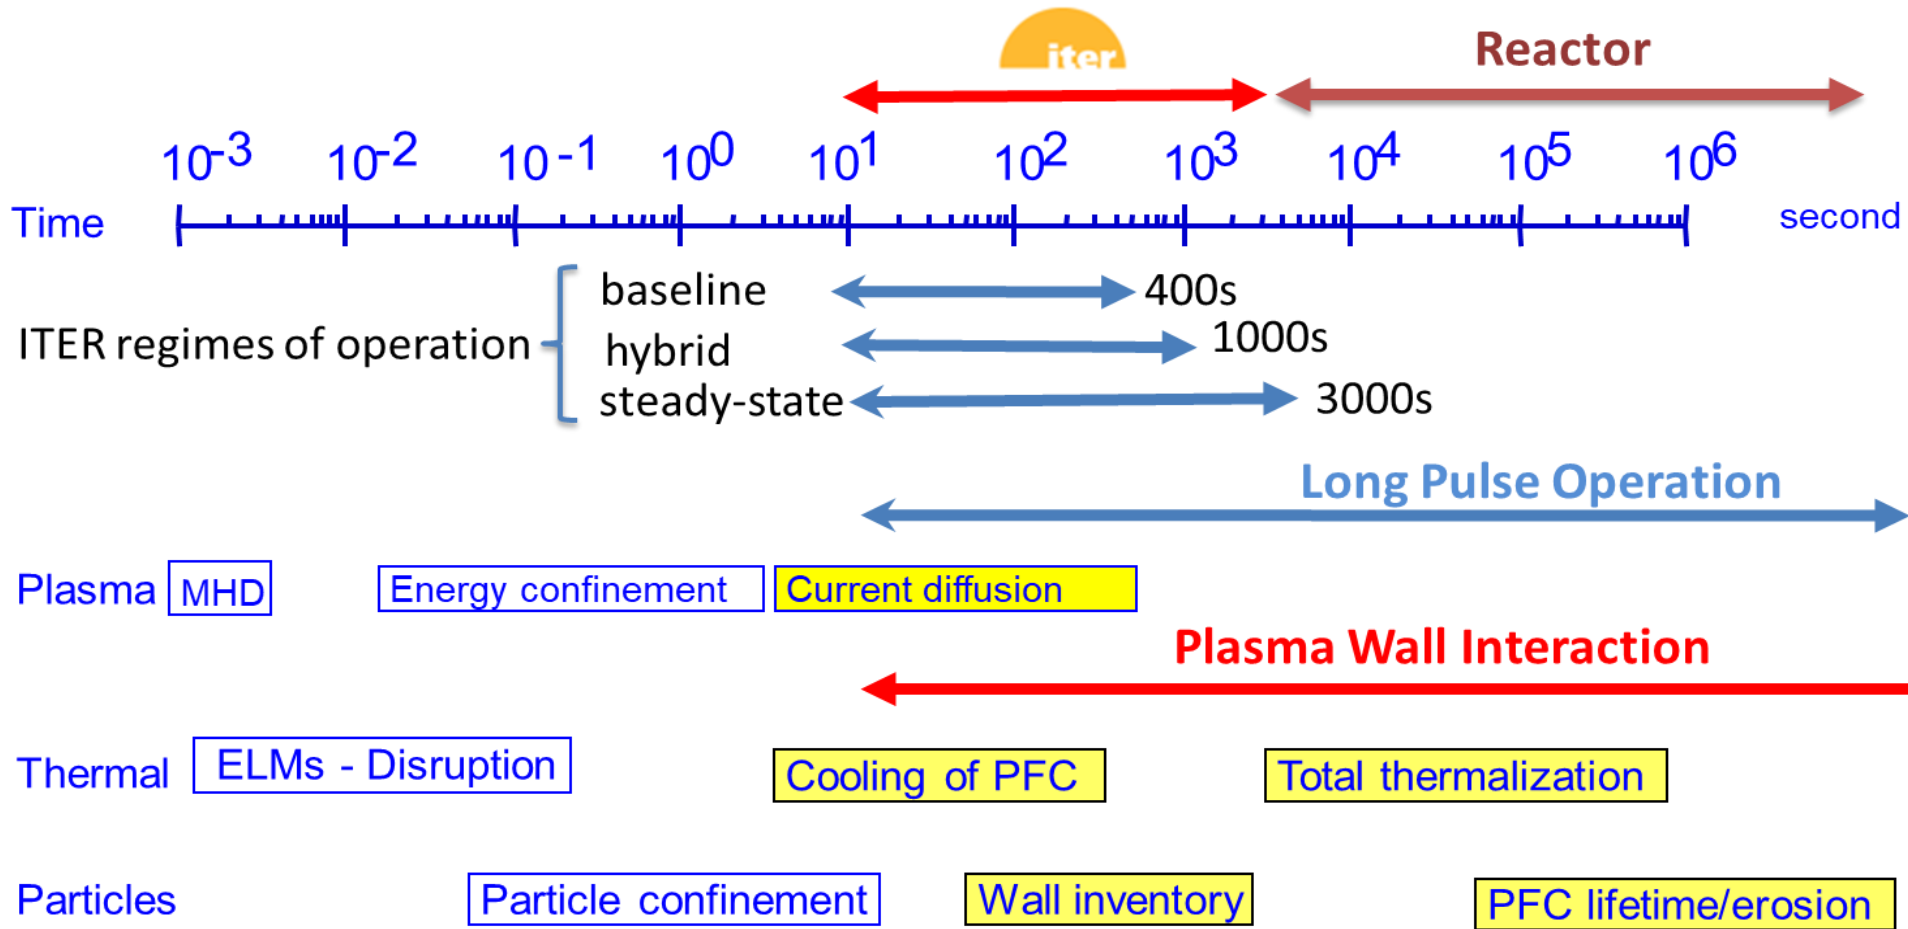 iter
Reactor
10-3 10-2 10-1 100 101 102 103 104 105 106
Time second
baseline 400s
ITER regimes of operation hybrid 1000s
steady-state 3000s
Long Pulse Operation
Plasma MHD Energy confinement Current diffusion
Plasma Wall Interaction
Thermal ELMs - Disruption Cooling of PFC Total thermalization
Particles Particle confinement Wall inventory PFC lifetime/erosion